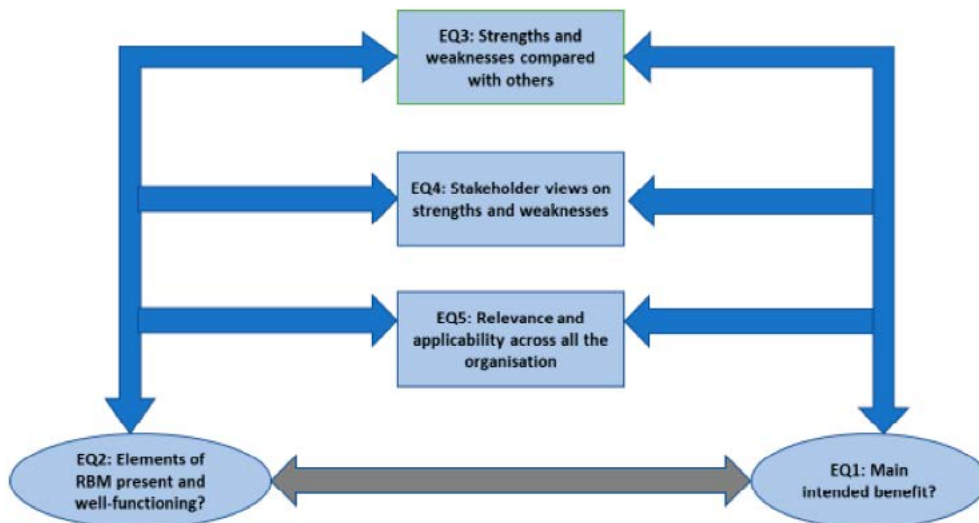 EQ3: Strengths and
weaknesses compared
with others
EQ4: Stakeholder views on
strengths and weaknesses
EQ5: Relevance and
applicability across all the
organisation
EQ2: Elements of
RBM present and
well-functioning?
EQ1: Main
intended benefit?